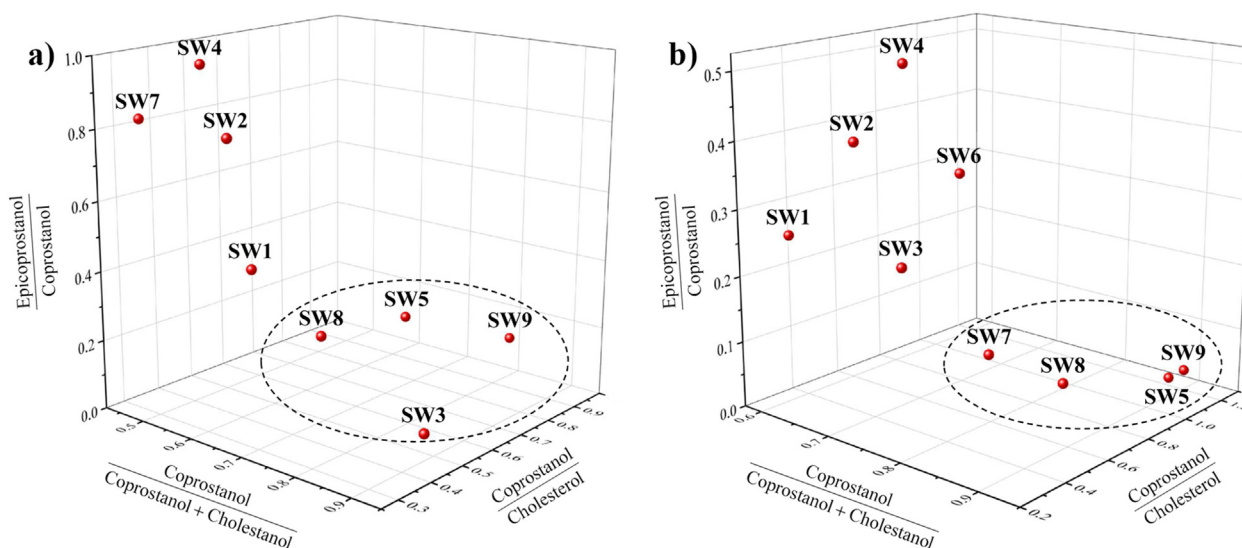 a)
1.0
0.8
0.6
0.4
0.2
0.0
Epicoprostanol
Coprostanol
SW4
SW7
SW2
SW1
SW5
SW8
SW9
SW3
0.5
0.6
0.7
0.8
0.9
Coprostanol
Coprostanol + Cholestanol
0.3
0.4
0.5
0.6
0.7
0.8
0.9
Coprostanol
Cholesterol
b)
0.5
0.4
0.3
0.2
0.1
0.0
Epicoprostanol
Coprostanol
SW4
SW2
SW6
SW1
SW3
SW7
SW9
SW8
SW5
0.6
0.7
0.8
0.9
Coprostanol
Coprostanol + Cholestanol
0.2
0.4
0.6
0.8
1.0
Coprostanol
Cholesterol